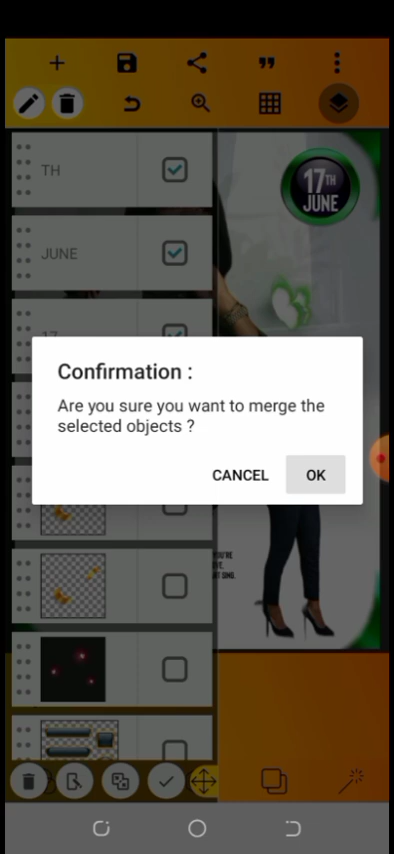 TH
JUNE
17
17TH
JUNE
Confirmation :
Are you sure you want to merge the
selected objects ?
CANCEL
OK